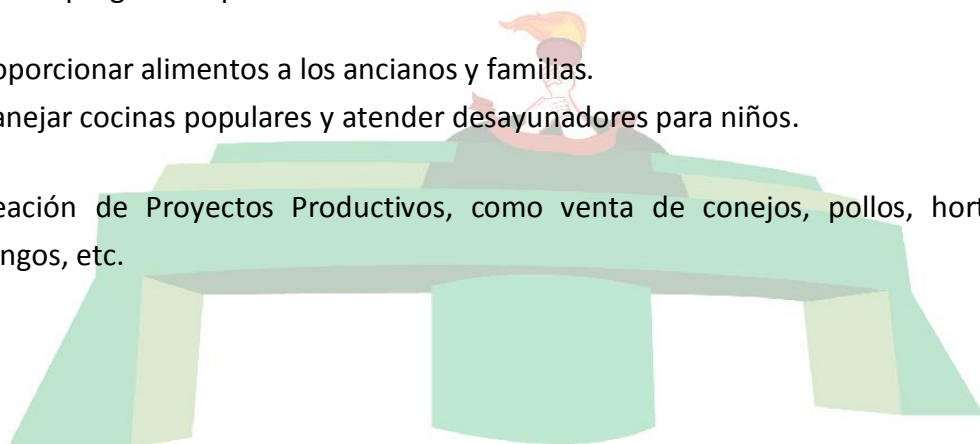 oporcionar alimentos a los ancianos y familias.
anejar cocinas populares y atender desayunadores para niños.
eación de Proyectos Productivos, como venta de conejos, pollos, hort
ngos, etc.